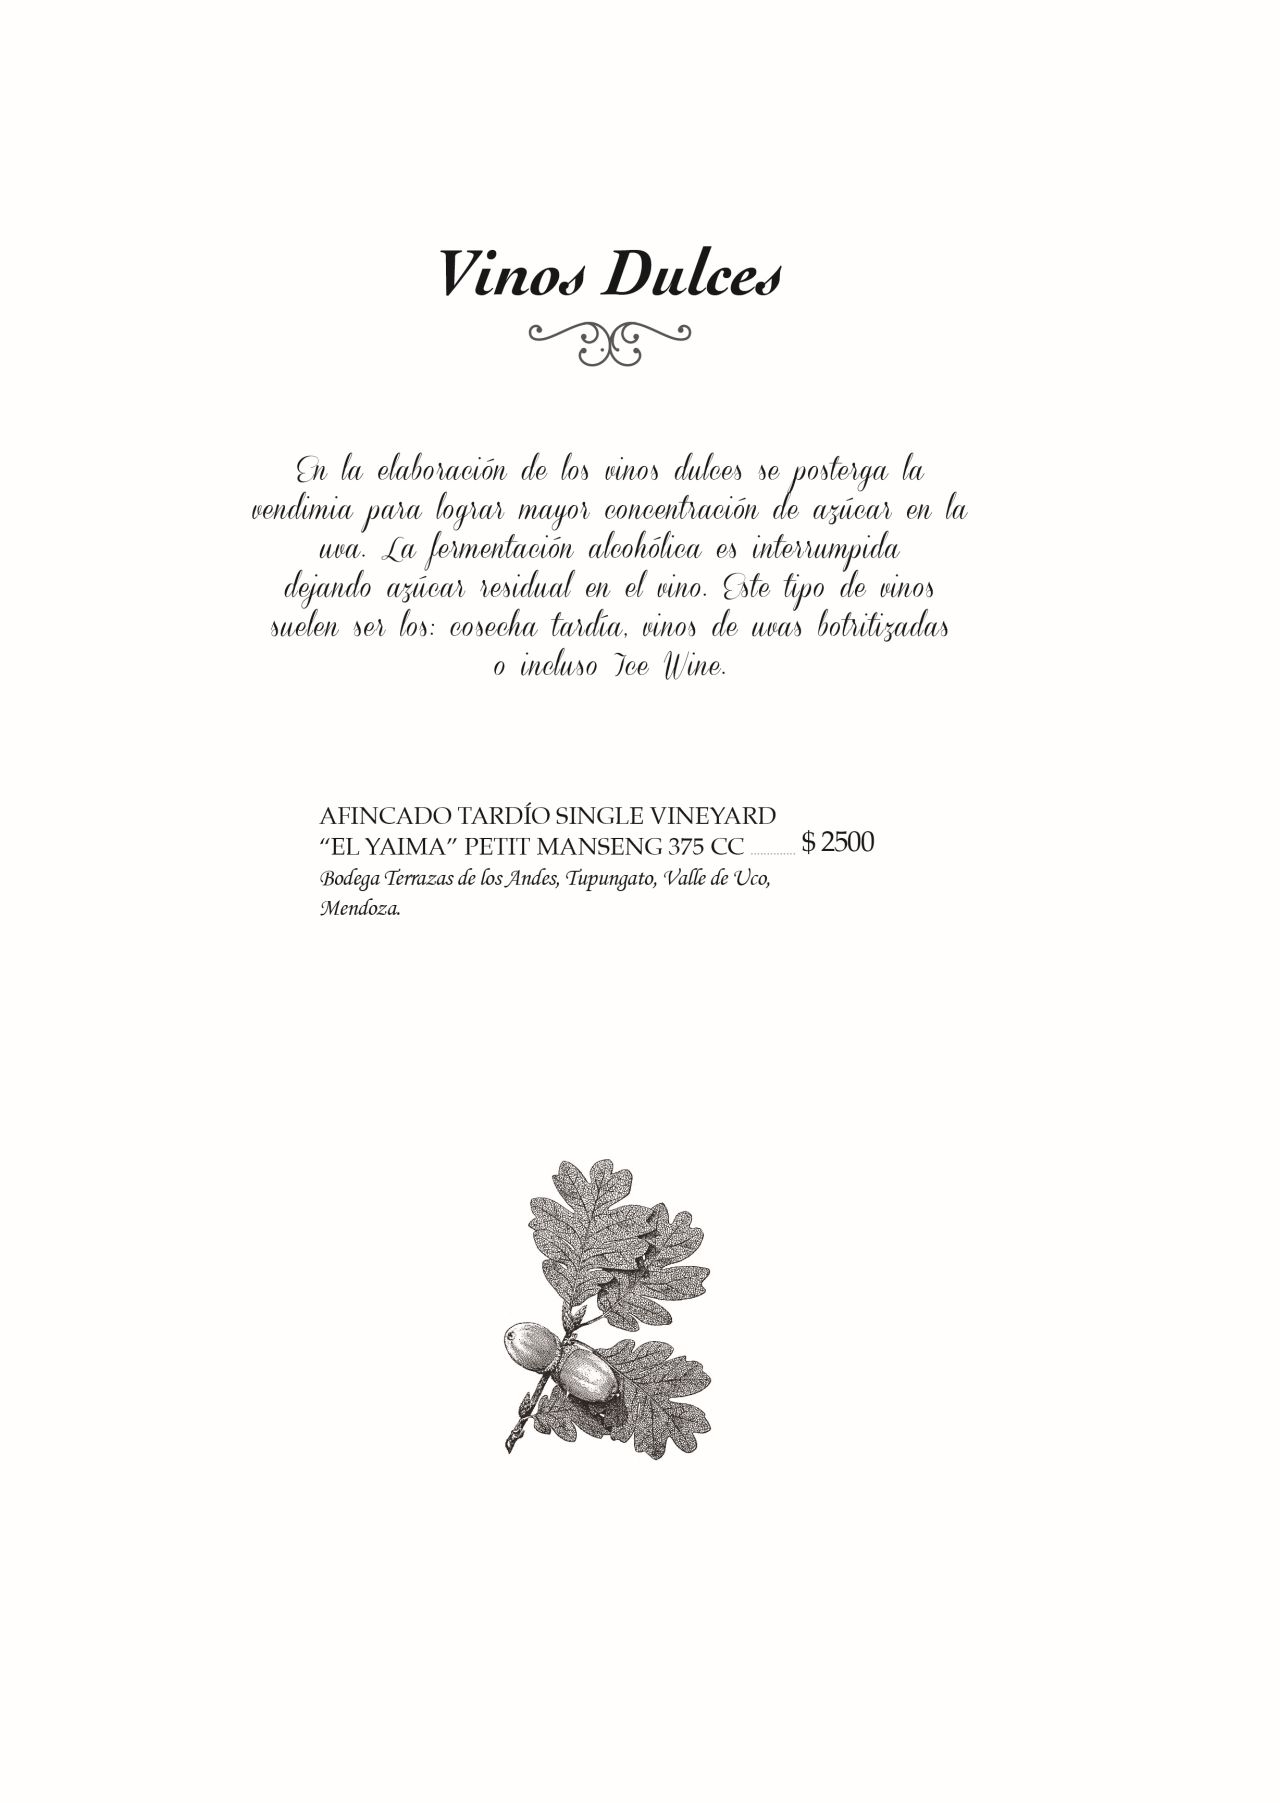 Vinos Dulces
En la elaboración de los vinos dulces se posterga la
vendimia para lograr mayor concentración de azúcar en la
uva. La fermentación alcohólica es interrumpida
dejando azúcar residual en el vino. Este tipo de vinos
suelen ser los: cosecha tardía, vinos de uvas botritizadas
o incluso Ice Wine.
AFINCADO TARDÍO SINGLE VINEYARD
“EL YAIMA” PETIT MANSENG 375 CC ............. $ 2500
Bodega Terrazas de los Andes, Tupungato, Valle de Uco,
Mendoza.